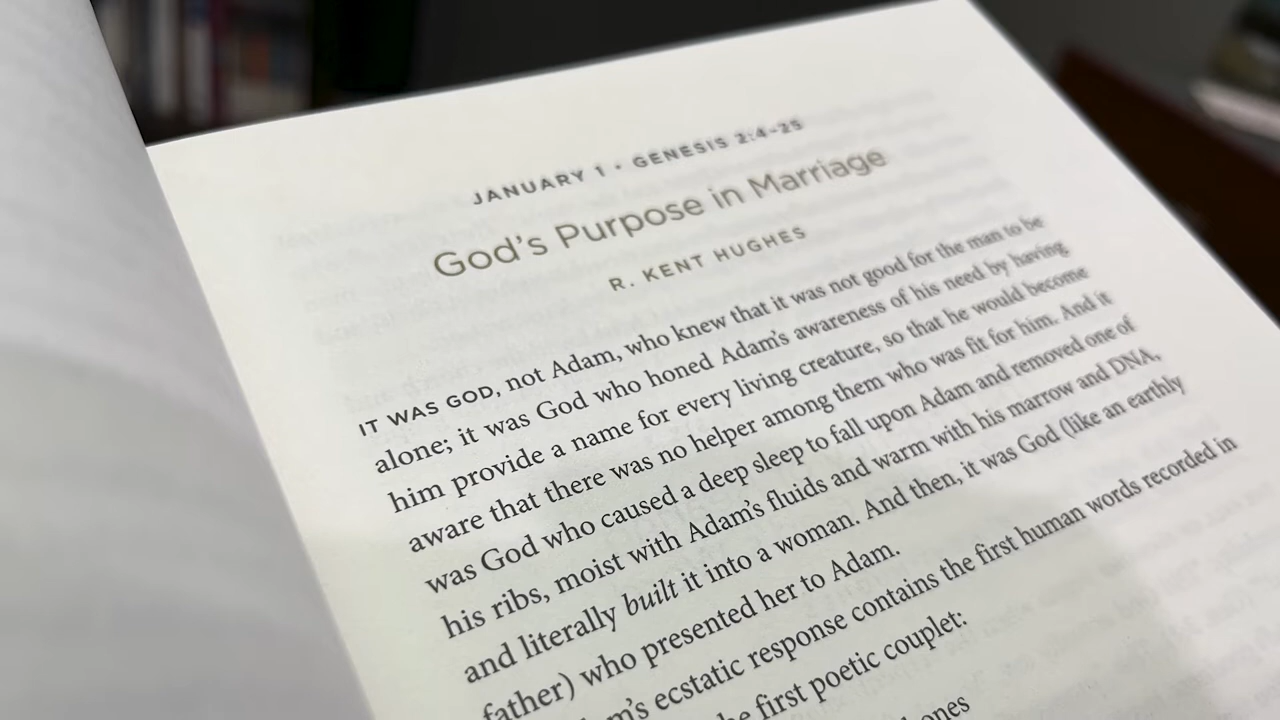 JANUARY 1 • GENESIS 2:4–25
God's Purpose in Marriage
R. KENT HUGHES
IT WAS GOD, not Adam, who knew that it was not good for the man to be
alone; it was God who honed Adam's awareness of his need by having
him provide a name for every living creature, so that he would become
aware that there was no helper among them who was fit for him. And it
was God who caused a deep sleep to fall upon Adam and removed one of
his ribs, moist with Adam's fluids and warm with his marrow and DNA,
and literally built it into a woman. And then, it was God (like an earthly
father) who presented her to Adam.
m's ecstatic response contains the first human words recorded in
e first poetic couplet:
ones